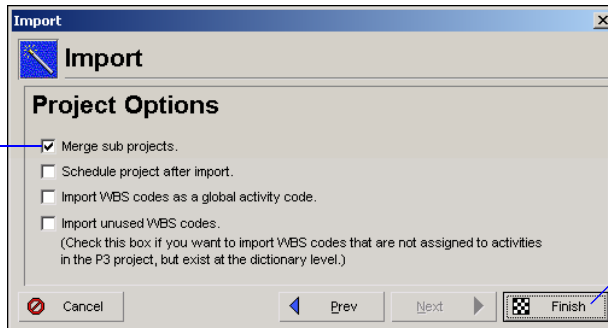 Import
Import
Project Options
Merge sub projects.
Schedule project after import.
Import WBS codes as a global activity code.
Import unused WBS codes.
(Check this box if you want to import WBS codes that are not assigned to activities
in the P3 project, but exist at the dictionary level.)
Cancel Prev Next Finish